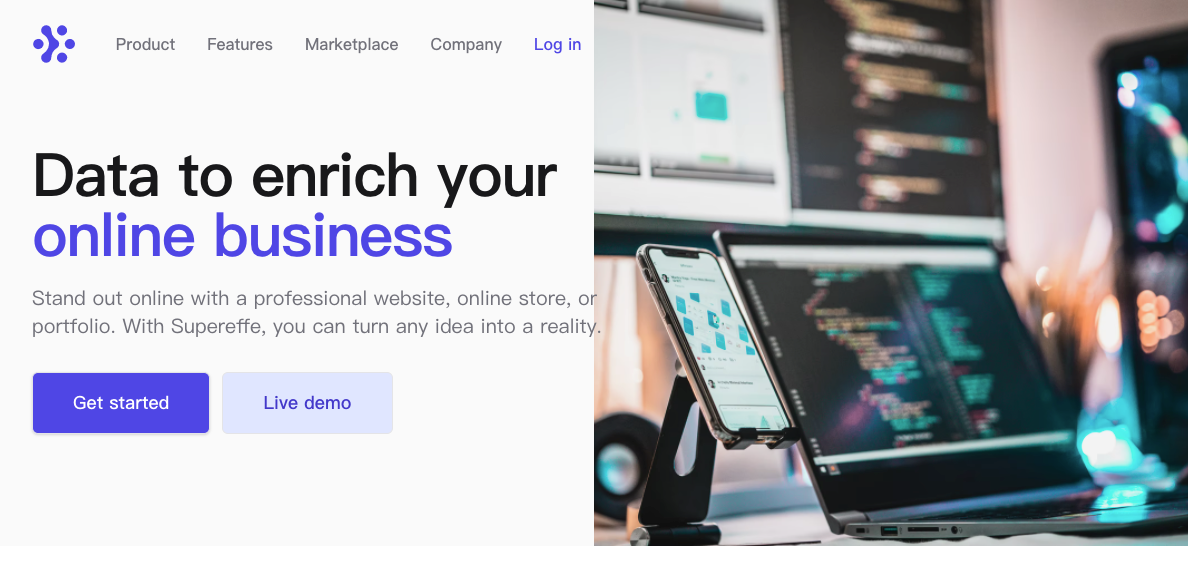 Product Features Marketplace Company Log in
Data to enrich your
online business
Stand out online with a professional website, online store, or
portfolio. With Supereffe, you can turn any idea into a reality.
Get started Live demo